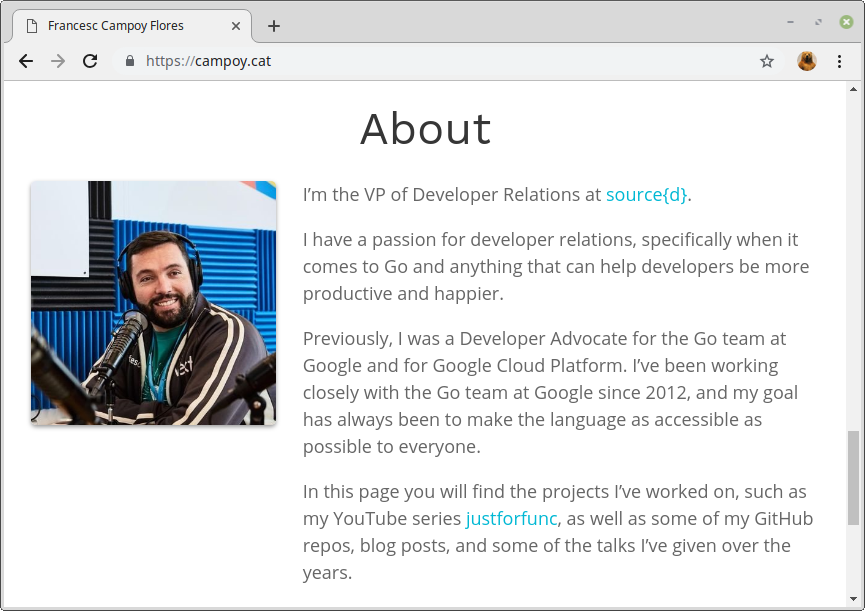 Francesc Campoy Flores
https://campoy.cat
About
I’m the VP of Developer Relations at source{d}.
I have a passion for developer relations, specifically when it
comes to Go and anything that can help developers be more
productive and happier.
Previously, I was a Developer Advocate for the Go team at
Google and for Google Cloud Platform. I’ve been working
closely with the Go team at Google since 2012, and my goal
has always been to make the language as accessible as
possible to everyone.
In this page you will find the projects I’ve worked on, such as
my YouTube series justforfunc, as well as some of my GitHub
repos, blog posts, and some of the talks I’ve given over the
years.